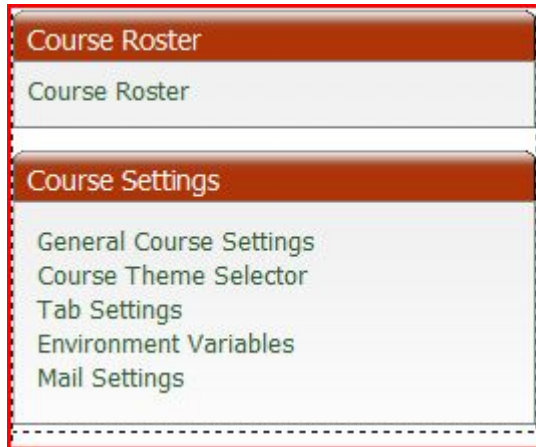 Course Roster
Course Roster
Course Settings
General Course Settings
Course Theme Selector
Tab Settings
Environment Variables
Mail Settings